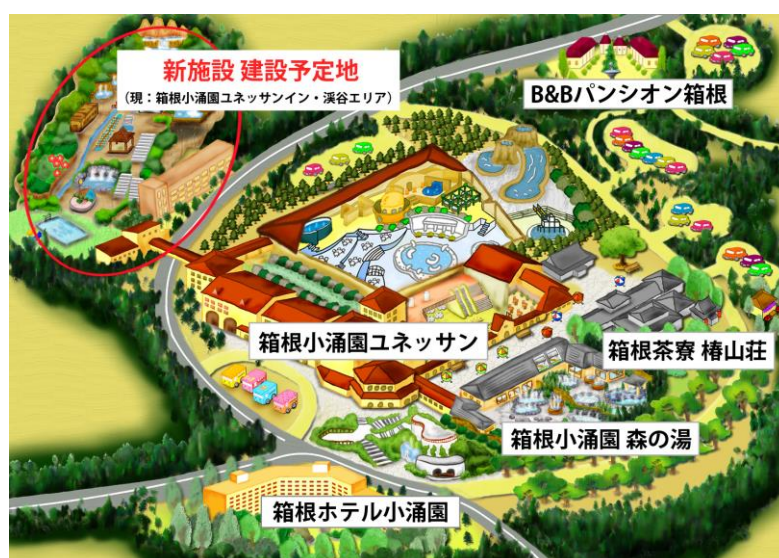 新施設 建設予定地
(現：箱根小涌園ユネッサンイン・渓谷エリア)
B&Bパンシオン箱根
箱根小涌園ユネッサン
箱根茶寮 椿山荘
箱根小涌園 森の湯
箱根ホテル小涌園